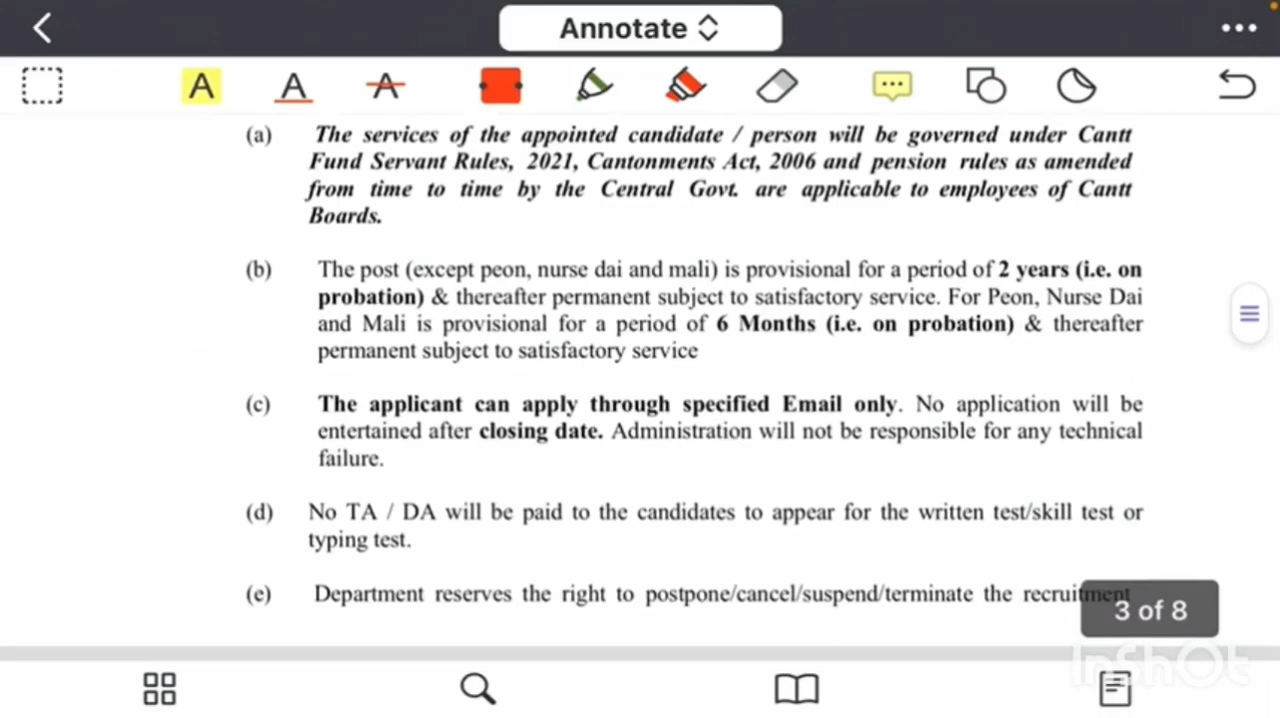 Annotate
A A A
(a) The services of the appointed candidate / person will be governed under Cantt
Fund Servant Rules, 2021, Cantonments Act, 2006 and pension rules as amended
from time to time by the Central Govt. are applicable to employees of Cantt
Boards.
(b) The post (except peon, nurse dai and mali) is provisional for a period of 2 years (i.e. on
probation) & thereafter permanent subject to satisfactory service. For Peon, Nurse Dai
and Mali is provisional for a period of 6 Months (i.e. on probation) & thereafter
permanent subject to satisfactory service
(c) The applicant can apply through specified Email only. No application will be
entertained after closing date. Administration will not be responsible for any technical
failure.
(d) No TA / DA will be paid to the candidates to appear for the written test/skill test or
typing test.
(e) Department reserves the right to postpone/cancel/suspend/terminate the recruitment
3 of 8
InShOt